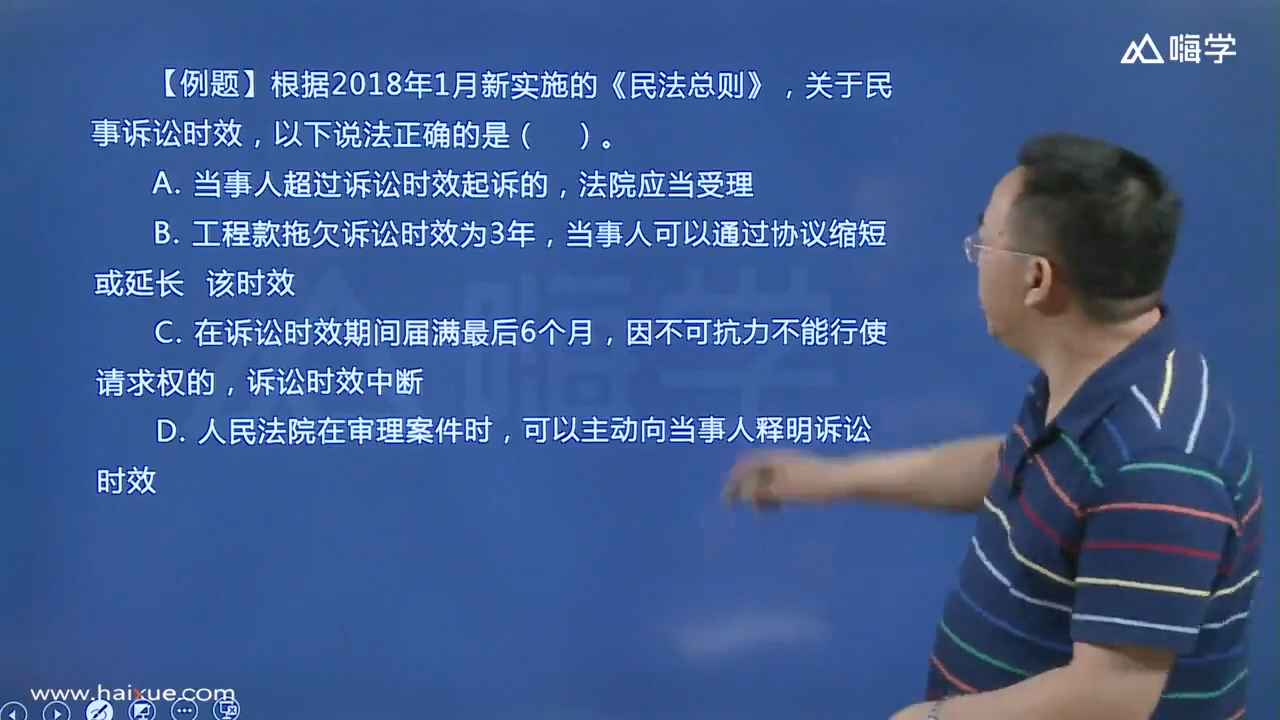 嗨学
【例题】根据2018年1月新实施的《民法总则》，关于民
事诉讼时效，以下说法正确的是（ ）。
A. 当事人超过诉讼时效起诉的，法院应当受理
B. 工程款拖欠诉讼时效为3年，当事人可以通过协议缩短
或延长 该时效
C. 在诉讼时效期间届满最后6个月，因不可抗力不能行使
请求权的，诉讼时效中断
D. 人民法院在审理案件时，可以主动向当事人释明诉讼
时效
嗨学
www.haixue.com